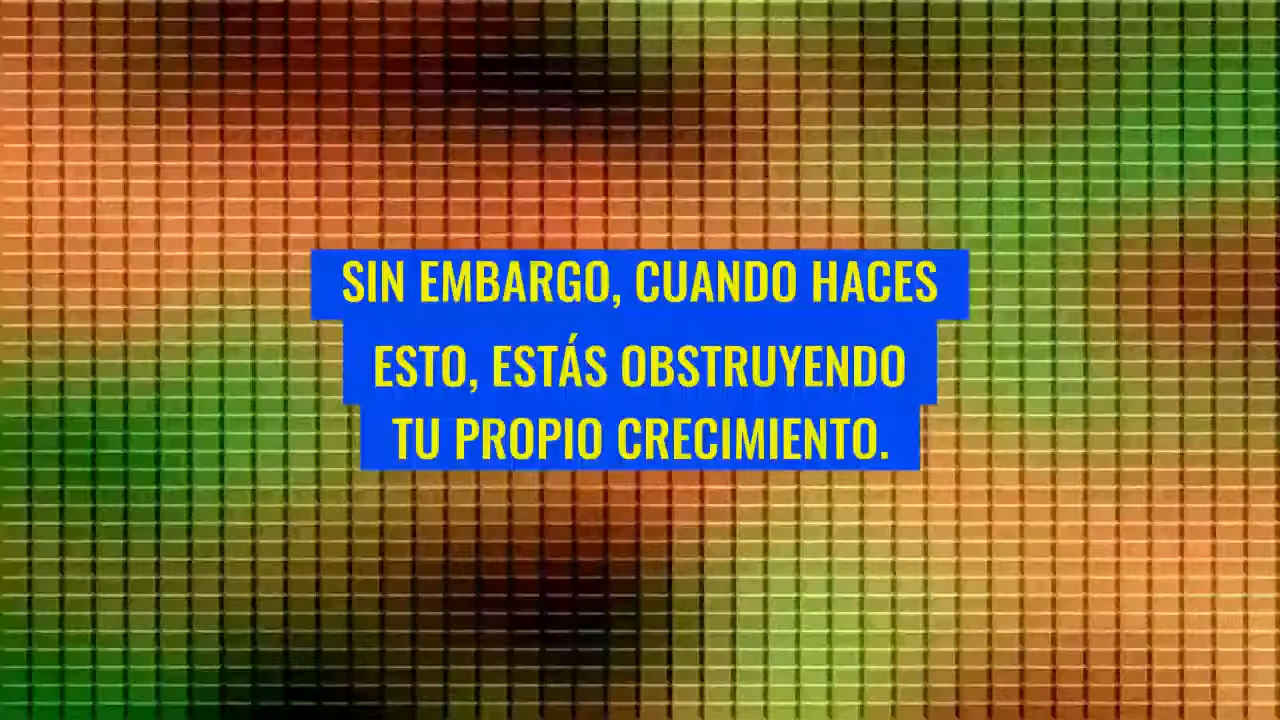 SIN EMBARGO, CUANDO HACES
ESTO, ESTÁS OBSTRUYENDO
TU PROPIO CRECIMIENTO.